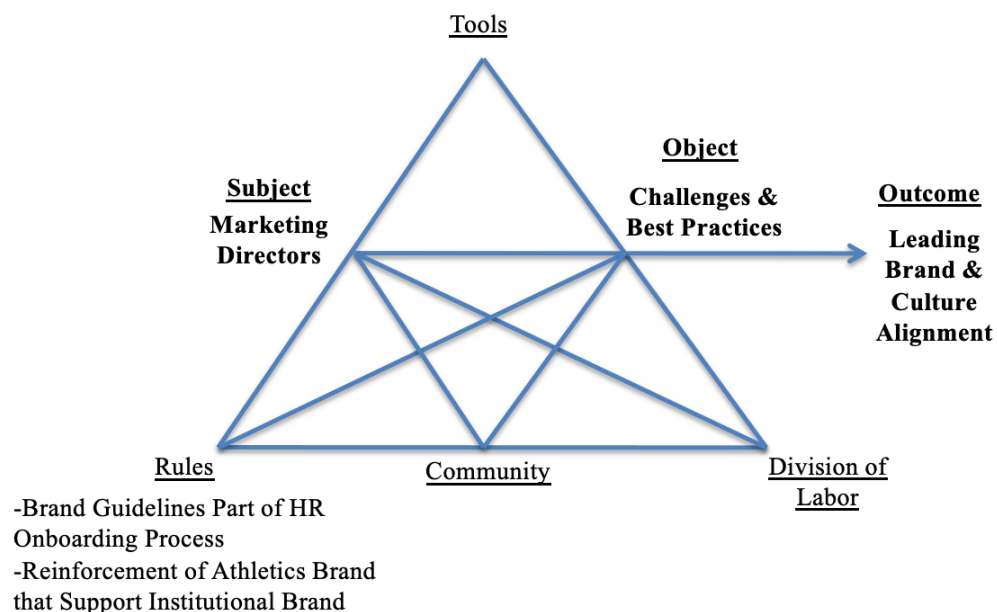 Tools
Object
Challenges &
Best Practices
Subject
Marketing
Directors
Outcome
Leading
Brand &
Culture
Alignment
Rules
-Brand Guidelines Part of HR
Onboarding Process
-Reinforcement of Athletics Brand
that Support Institutional Brand
Community
Division of
Labor